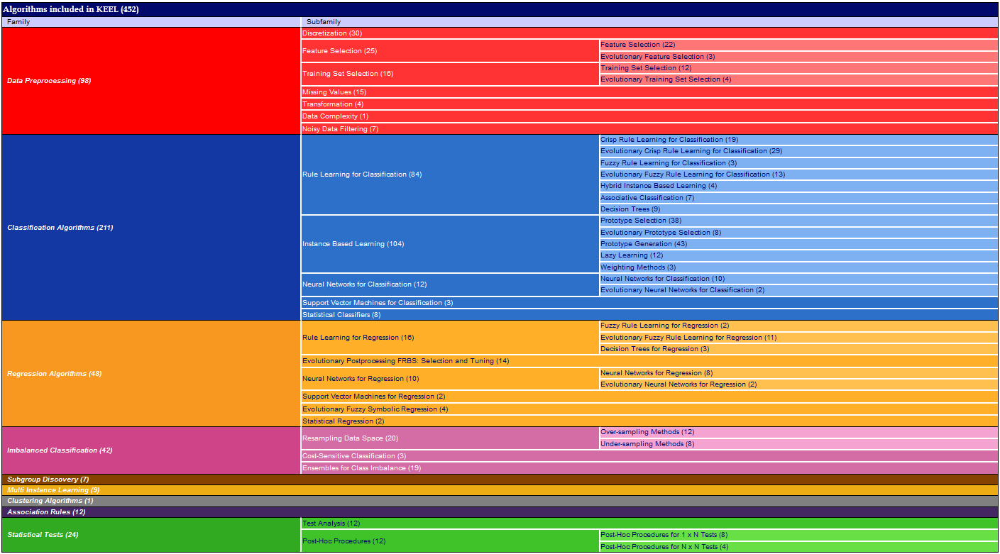 Algorithms included in KEEL (452)
Family Subfamily
Data Preprocessing (98)
Discretization (30)
Feature Selection (25)
Feature Selection (22)
Evolutionary Feature Selection (3)
Training Set Selection (16)
Training Set Selection (12)
Evolutionary Training Set Selection (4)
Missing Values (15)
Transformation (4)
Data Complexity (1)
Noisy Data Filtering (7)
Classification Algorithms (211)
Rule Learning for Classification (84)
Crisp Rule Learning for Classification (19)
Evolutionary Crisp Rule Learning for Classification (29)
Fuzzy Rule Learning for Classification (3)
Evolutionary Fuzzy Rule Learning for Classification (13)
Hybrid Instance Based Learning (4)
Associative Classification (7)
Decision Trees (9)
Instance Based Learning (104)
Prototype Selection (38)
Evolutionary Prototype Selection (8)
Prototype Generation (43)
Lazy Learning (12)
Weighting Methods (3)
Neural Networks for Classification (12)
Neural Networks for Classification (10)
Evolutionary Neural Networks for Classification (2)
Support Vector Machines for Classification (3)
Statistical Classifiers (8)
Regression Algorithms (48)
Rule Learning for Regression (16)
Fuzzy Rule Learning for Regression (2)
Evolutionary Fuzzy Rule Learning for Regression (11)
Decision Trees for Regression (3)
Evolutionary Postprocessing FRBS: Selection and Tuning (14)
Neural Networks for Regression (10)
Neural Networks for Regression (8)
Evolutionary Neural Networks for Regression (2)
Support Vector Machines for Regression (2)
Evolutionary Fuzzy Symbolic Regression (4)
Statistical Regression (2)
Imbalanced Classification (42)
Resampling Data Space (20)
Over-sampling Methods (12)
Under-sampling Methods (8)
Cost-Sensitive Classification (3)
Ensembles for Class Imbalance (19)
Subgroup Discovery (7)
Multi Instance Learning (9)
Clustering Algorithms (1)
Association Rules (12)
Statistical Tests (24)
Test Analysis (12)
Post-Hoc Procedures (12)
Post-Hoc Procedures for 1 x N Tests (8)
Post-Hoc Procedures for N x N Tests (4)